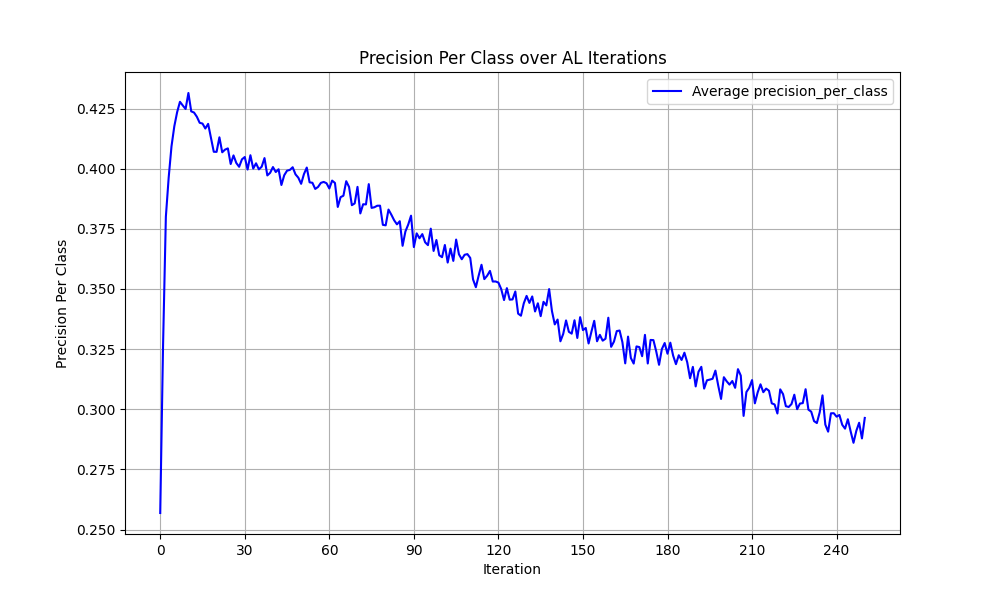 Precision Per Class over AL Iterations
Average precision_per_class
Precision Per Class
0.425
0.400
0.375
0.350
0.325
0.300
0.275
0.250
0 30 60 90 120 150 180 210 240
Iteration